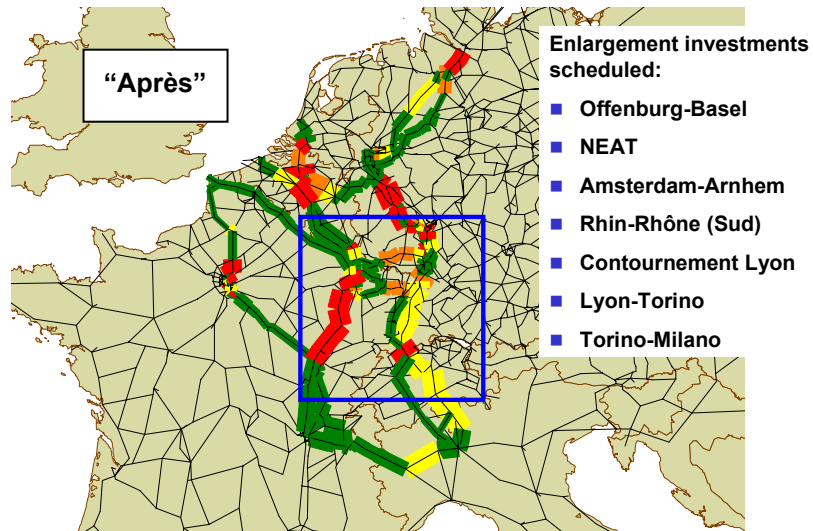 “Après”
Enlargement investments
scheduled:
■ Offenburg-Basel
■ NEAT
■ Amsterdam-Arnhem
■ Rhin-Rhône (Sud)
■ Contournement Lyon
■ Lyon-Torino
■ Torino-Milano